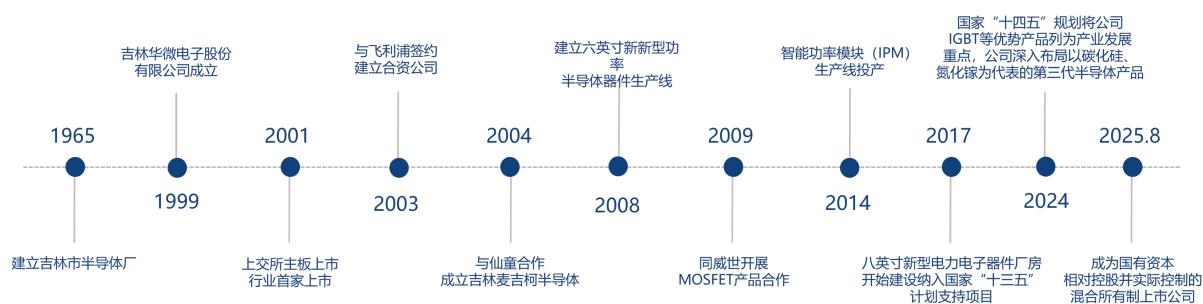 1965
建立吉林市半导体厂
吉林华微电子股份
有限公司成立
1999
2001
上交所主板上市
行业首家上市
与飞利浦签约
建立合资公司
2003
2004
与仙童合作
成立吉林麦吉柯半导体
建立六英寸新新型功
率
半导体器件生产线
2008
2009
同威世开展
MOSFET产品合作
智能功率模块（IPM）
生产线投产
2014
2017
八英寸新型电力电子器件厂房
开始建设纳入国家“十三五”
计划支持项目
国家“十四五”规划将公司
IGBT等优势产品列为产业发展
重点，公司深入布局以碳化硅、
氮化镓为代表的第三代半导体产品
2024
2025.8
成为国有资本
相对控股并实际控制的
混合所有制上市公司